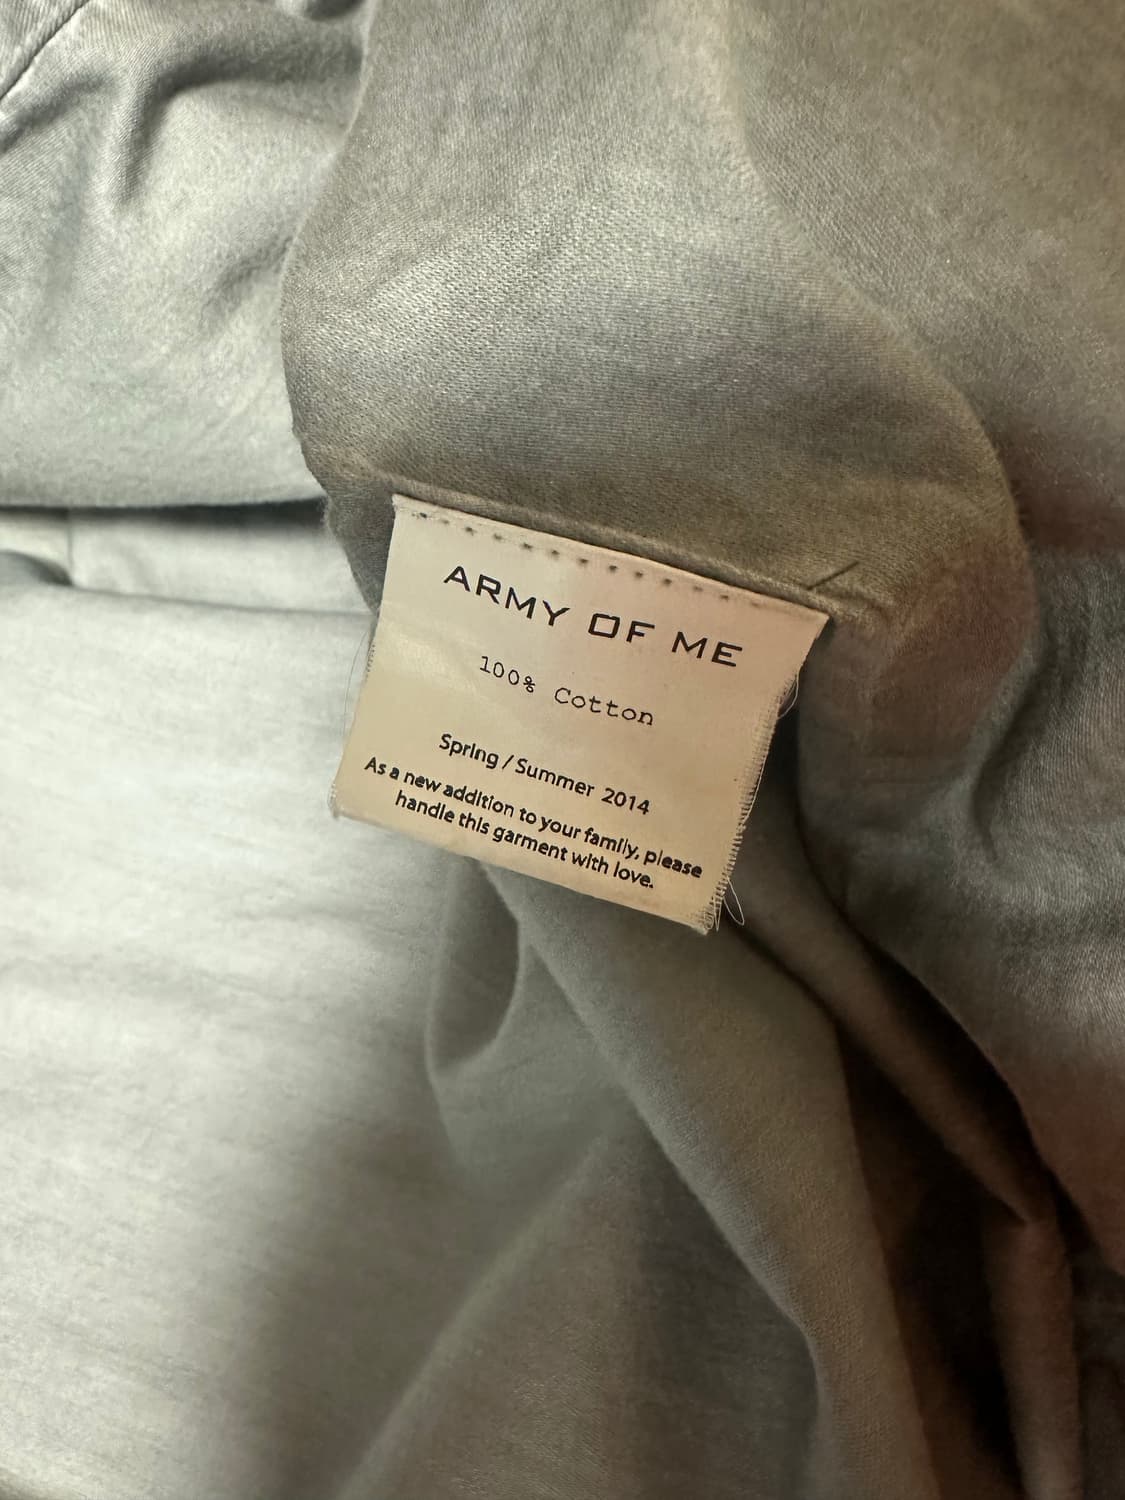 ARMY OF ME
100% Cotton
Spring / Summer 2014
As a new addition to your family, please
handle this garment with love.